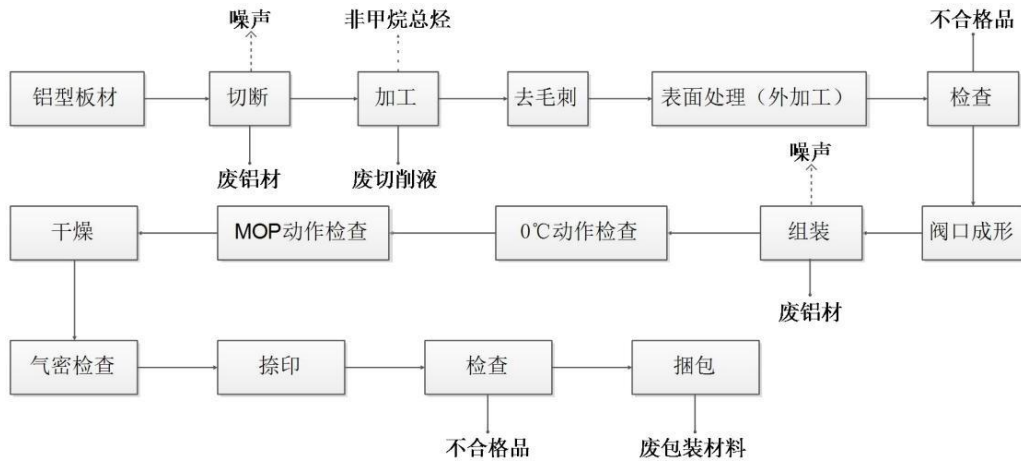 噪声 非甲烷总烃 不合格品
铝型板材 切断 加工 去毛刺 表面处理（外加工） 检查
废铝材 废切削液 噪声
干燥 MOP动作检查 0℃动作检查 组装 阀口成形
废铝材
气密检查 捺印 检查 捆包
不合格品 废包装材料